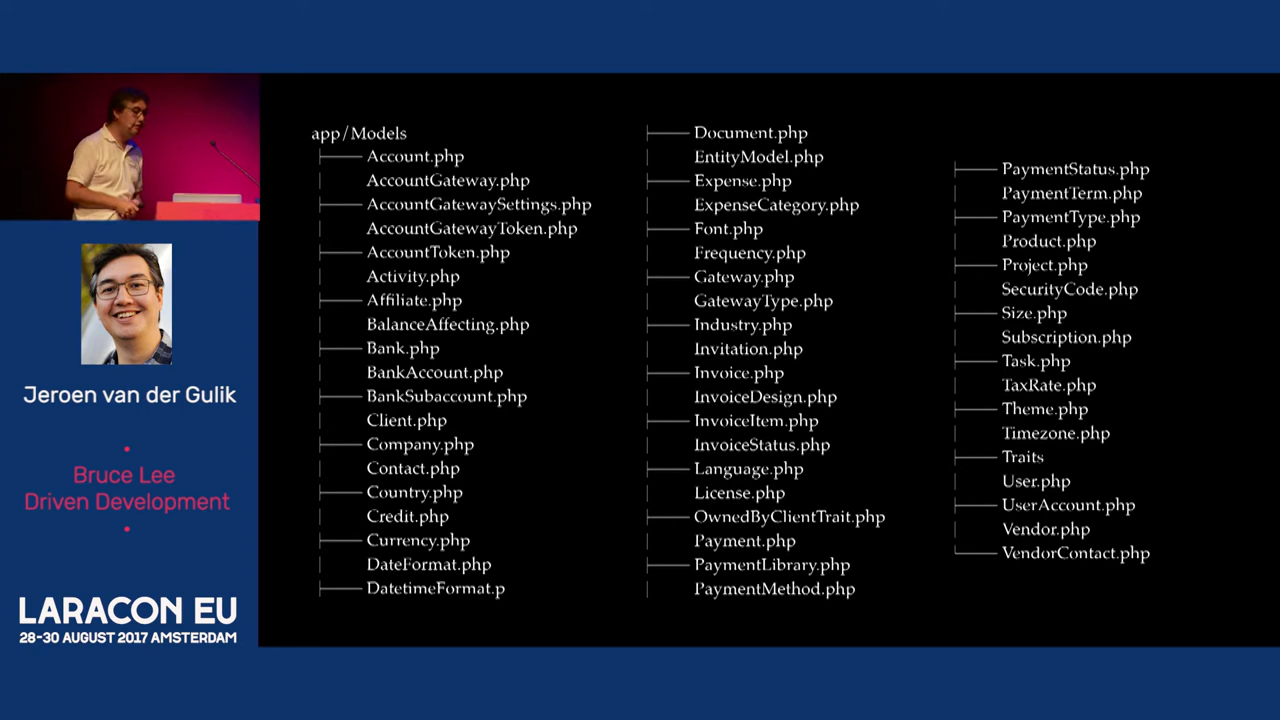 Jeroen van der Gulik
Bruce Lee
Driven Development
LARACON EU
28-30 AUGUST 2017 AMSTERDAM
app/Models
Account.php
AccountGateway.php
AccountGatewaySettings.php
AccountGatewayToken.php
AccountToken.php
Activity.php
Affiliate.php
BalanceAffecting.php
Bank.php
BankAccount.php
BankSubaccount.php
Client.php
Company.php
Contact.php
Country.php
Credit.php
Currency.php
DateFormat.php
DatetimeFormat.p
Document.php
EntityModel.php
Expense.php
ExpenseCategory.php
Font.php
Frequency.php
Gateway.php
GatewayType.php
Industry.php
Invitation.php
Invoice.php
InvoiceDesign.php
InvoiceItem.php
InvoiceStatus.php
Language.php
License.php
OwnedByClientTrait.php
Payment.php
PaymentLibrary.php
PaymentMethod.php
PaymentStatus.php
PaymentTerm.php
PaymentType.php
Product.php
Project.php
SecurityCode.php
Size.php
Subscription.php
Task.php
TaxRate.php
Theme.php
Timezone.php
Traits
User.php
UserAccount.php
Vendor.php
VendorContact.php